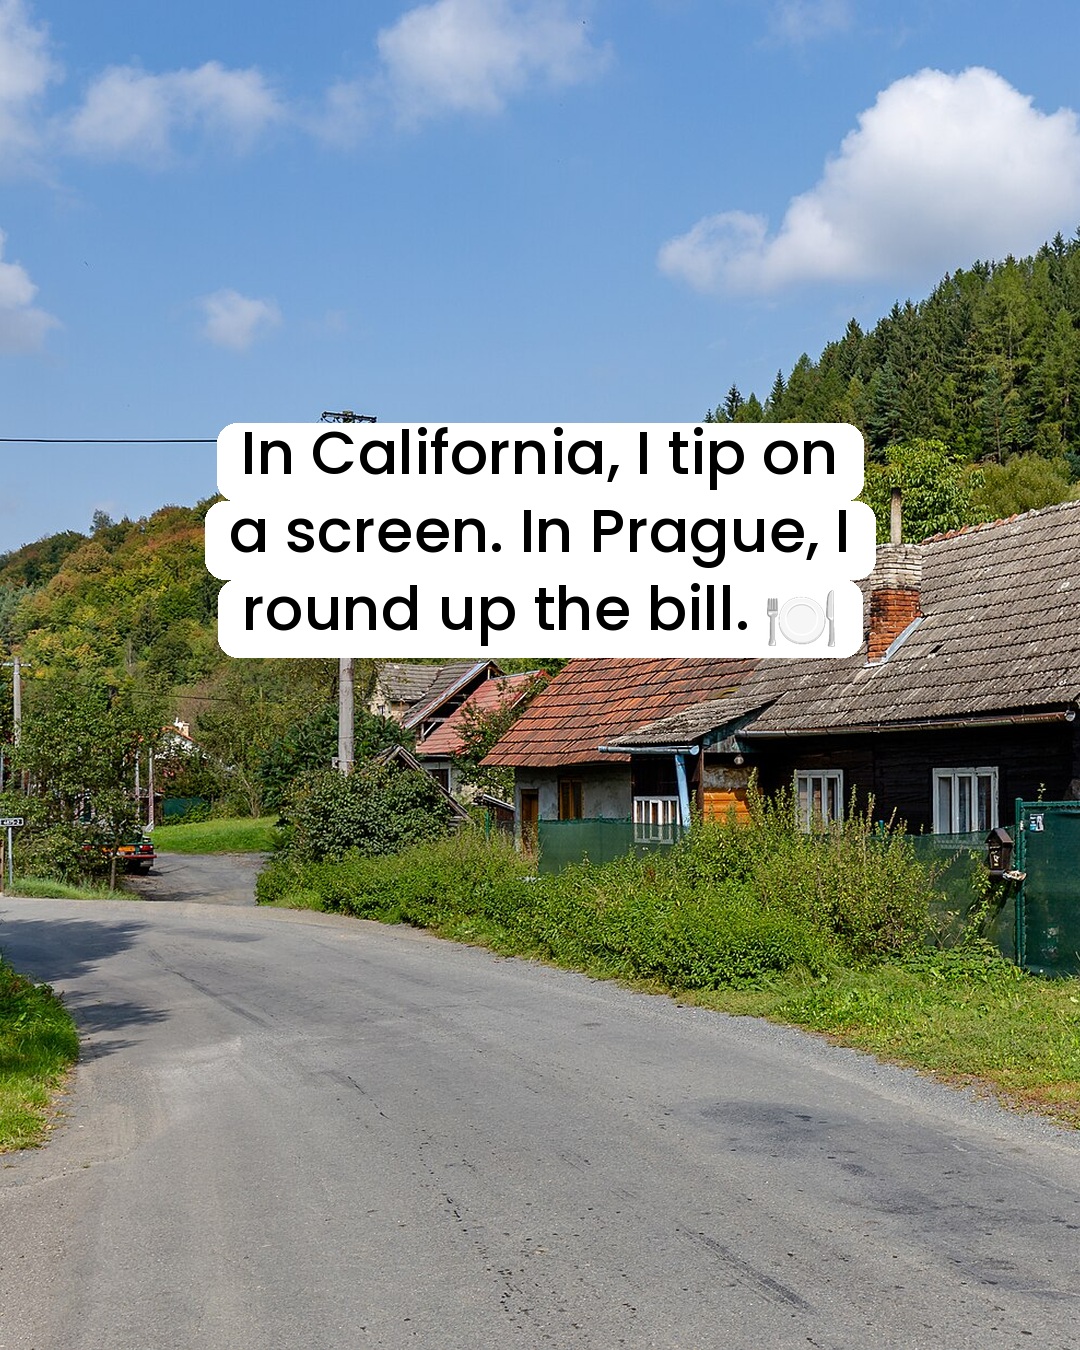 In California, I tip on
a screen. In Prague, I
round up the bill. 🍽️